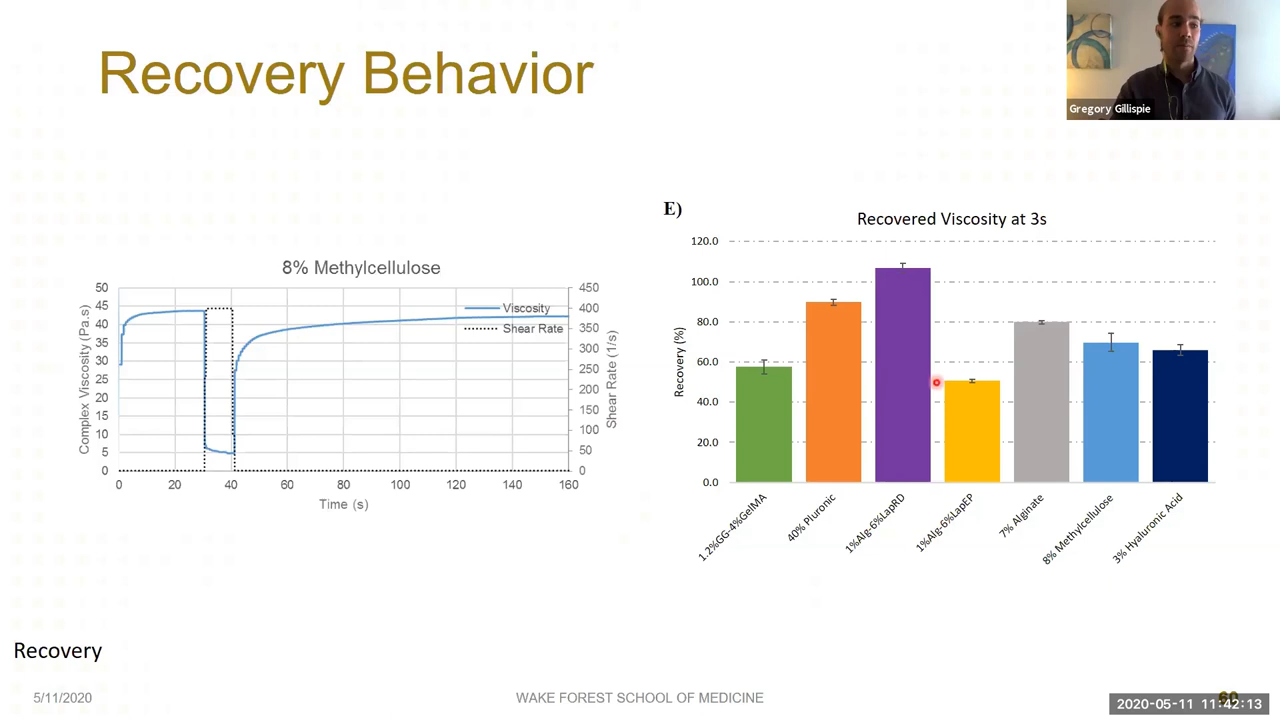 Recovery Behavior
Gregory Gillispie
8% Methylcellulose
Complex Viscosity (Pa.s)
50
45
40
35
30
25
20
15
10
5
0
Viscosity
Shear Rate
450
400
350
300
250
200
150
100
50
0
Shear Rate (1/s)
0 20 40 60 80 100 120 140 160
Time (s)
E)
Recovered Viscosity at 3s
Recovery (%)
120.0
100.0
80.0
60.0
40.0
20.0
0.0
1.2%GG-4%GelMA
40% Pluronic
1%Alg-6%LapRD
1%Alg-6%LapEP
7% Alginate
8% Methylcellulose
3% Hyaluronic Acid
Recovery
5/11/2020
WAKE FOREST SCHOOL OF MEDICINE
2020-05-11 11:42:13